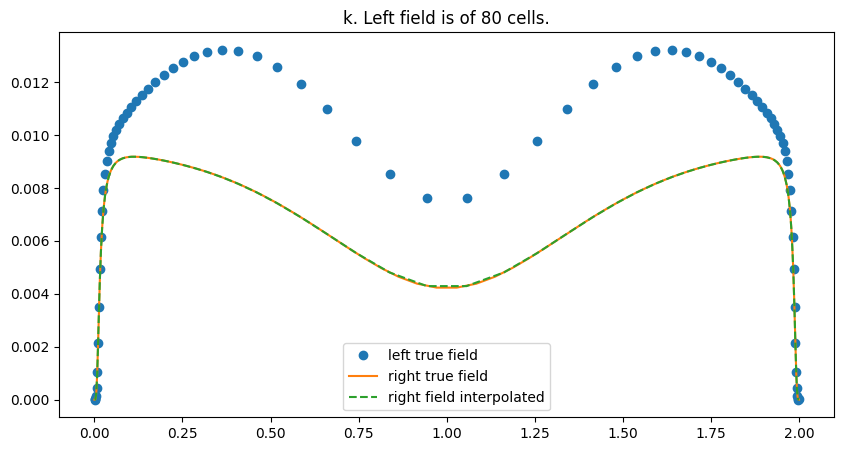 k. Left field is of 80 cells.
0.012
0.010
0.008
0.006
0.004
0.002
0.000
left true field
right true field
right field interpolated
0.00 0.25 0.50 0.75 1.00 1.25 1.50 1.75 2.00